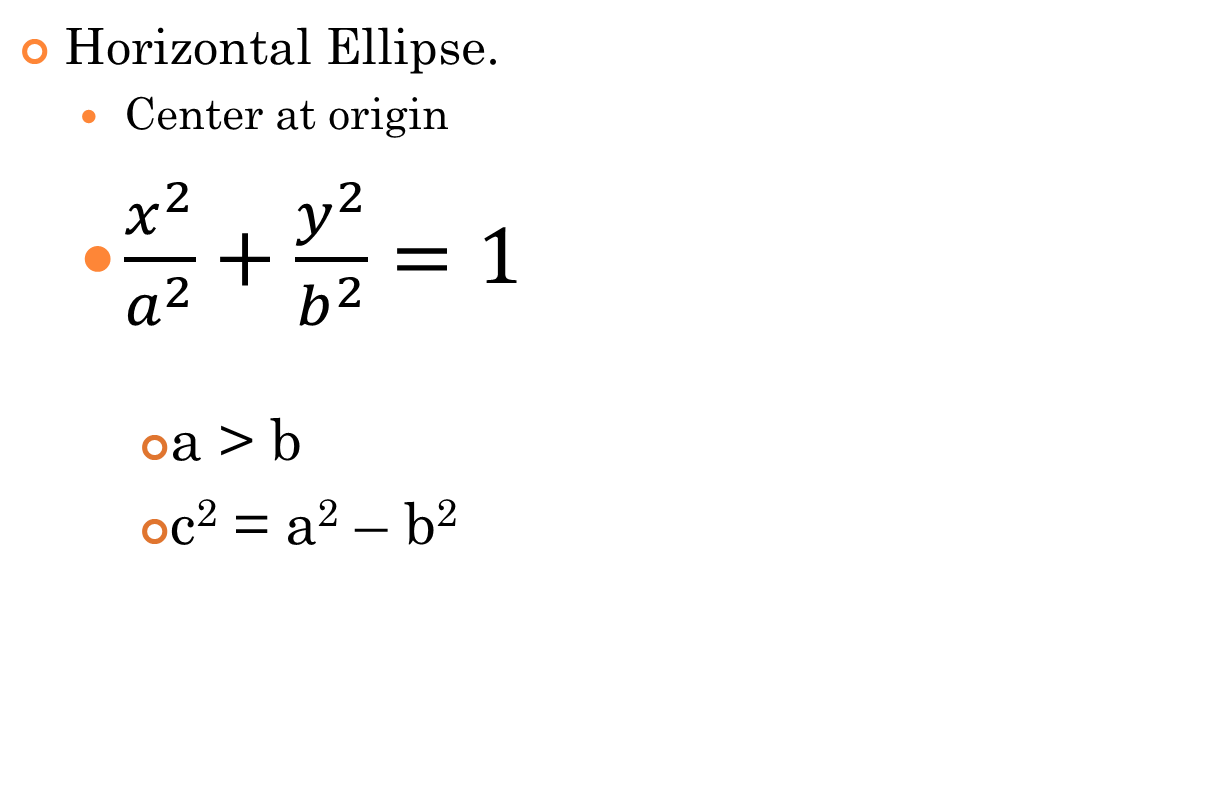 Horizontal Ellipse.
Center at origin
x²/a² + y²/b² = 1
a > b
c² = a² – b²